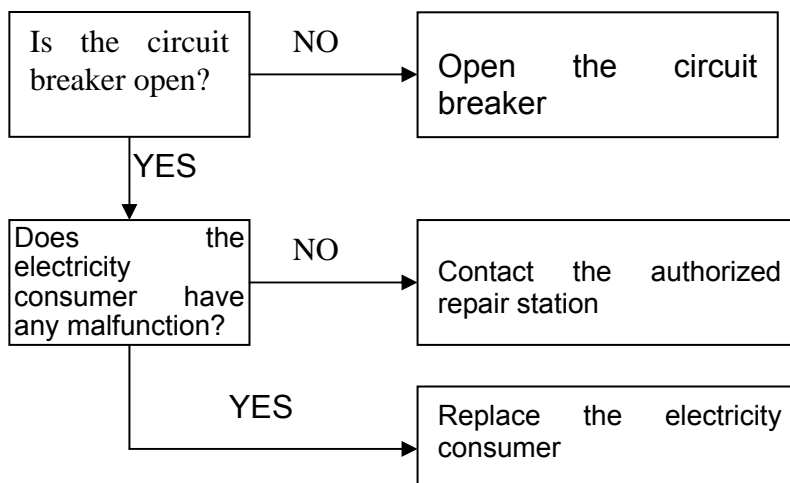 Is the circuit
breaker open?
NO
Open the circuit
breaker
YES
Does the
electricity
consumer have
any malfunction?
NO
Contact the authorized
repair station
YES
Replace the electricity
consumer